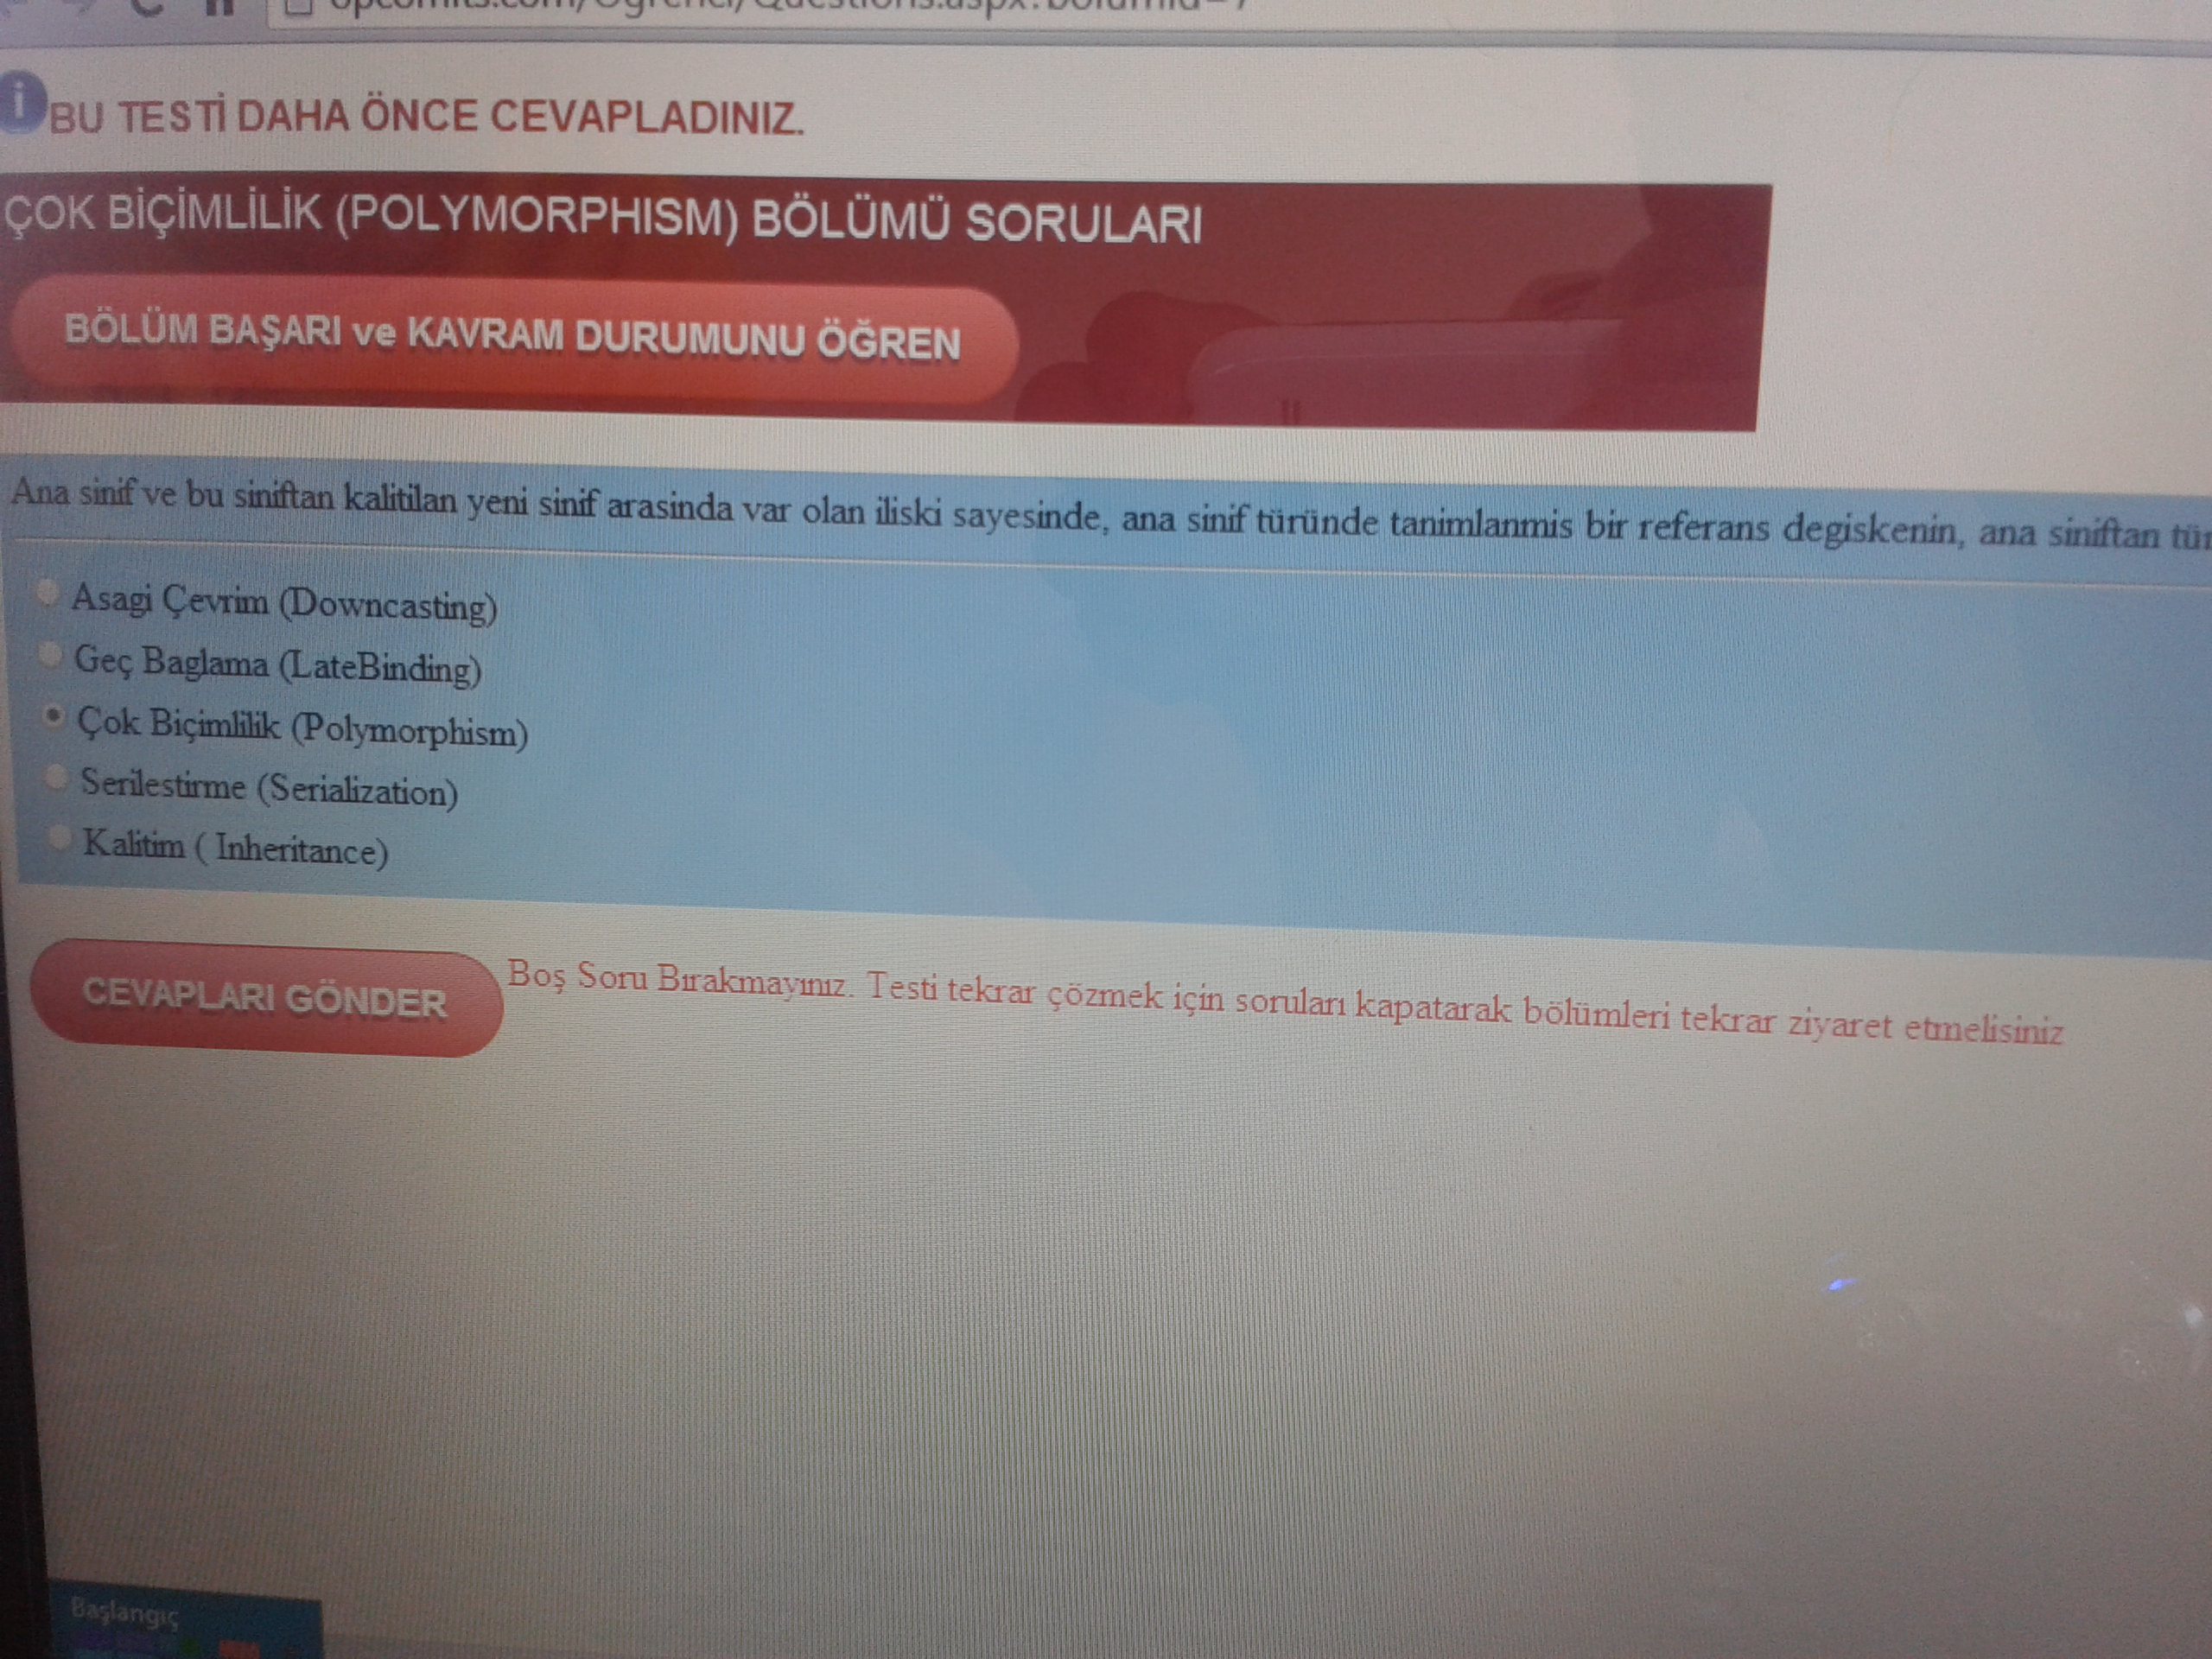 BU TESTİ DAHA ÖNCE CEVAPLADINIZ.
ÇOK BİÇİMLİLİK (POLYMORPHISM) BÖLÜMÜ SORULARI
BÖLÜM BAŞARI ve KAVRAM DURUMUNU ÖĞREN
Ana sinif ve bu siniftan kalitilan yeni sinif arasinda var olan iliski sayesinde, ana sinif türünde tanimlanmis bir referans degiskenin, ana siniftan
Asagi Çevrim (Downcasting)
Geç Baglama (LateBinding)
Çok Biçimlilik (Polymorphism)
Serilestirme (Serialization)
Kalitim ( Inheritance)
CEVAPLARI GÖNDER
Boş Soru Bırakmayınız. Testi tekrar çözmek için soruları kapatarak bölümleri tekrar ziyaret etmelisiniz
Başlangıç